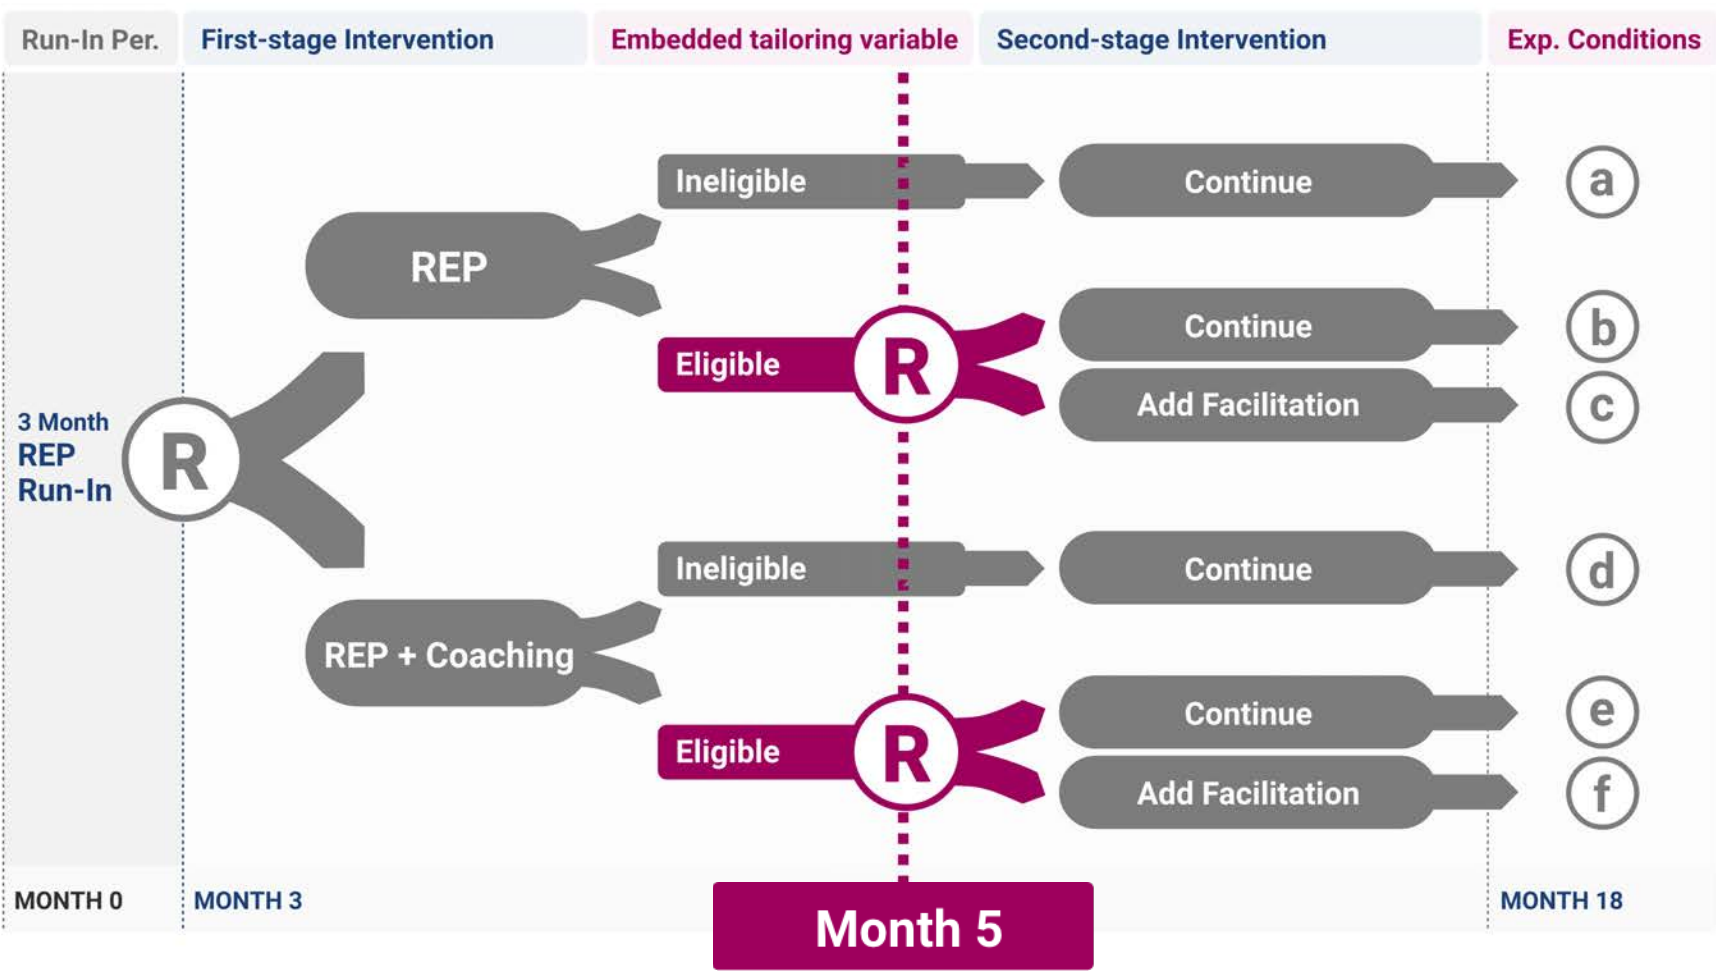 Run-In Per.
First-stage Intervention
Embedded tailoring variable
Second-stage Intervention
Exp. Conditions
Ineligible
Continue
a
REP
Continue
b
Eligible
R
Add Facilitation
c
3 Month
REP
Run-In
R
Ineligible
Continue
d
REP + Coaching
Continue
e
Eligible
R
Add Facilitation
f
MONTH 0
MONTH 3
Month 5
MONTH 18